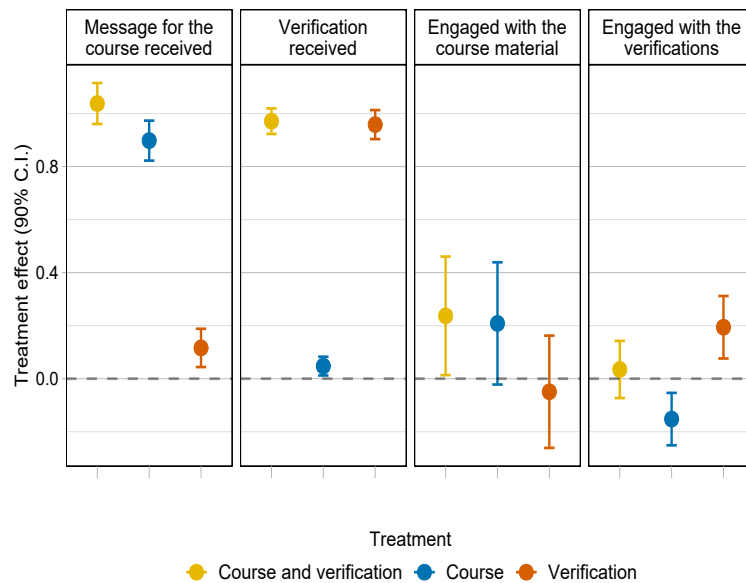 Message for the
course received
Verification
received
Engaged with the
course material
Engaged with the
verifications
Treatment effect (90% C.I.)
0.8
0.4
0.0
Treatment
Course and verification
Course
Verification